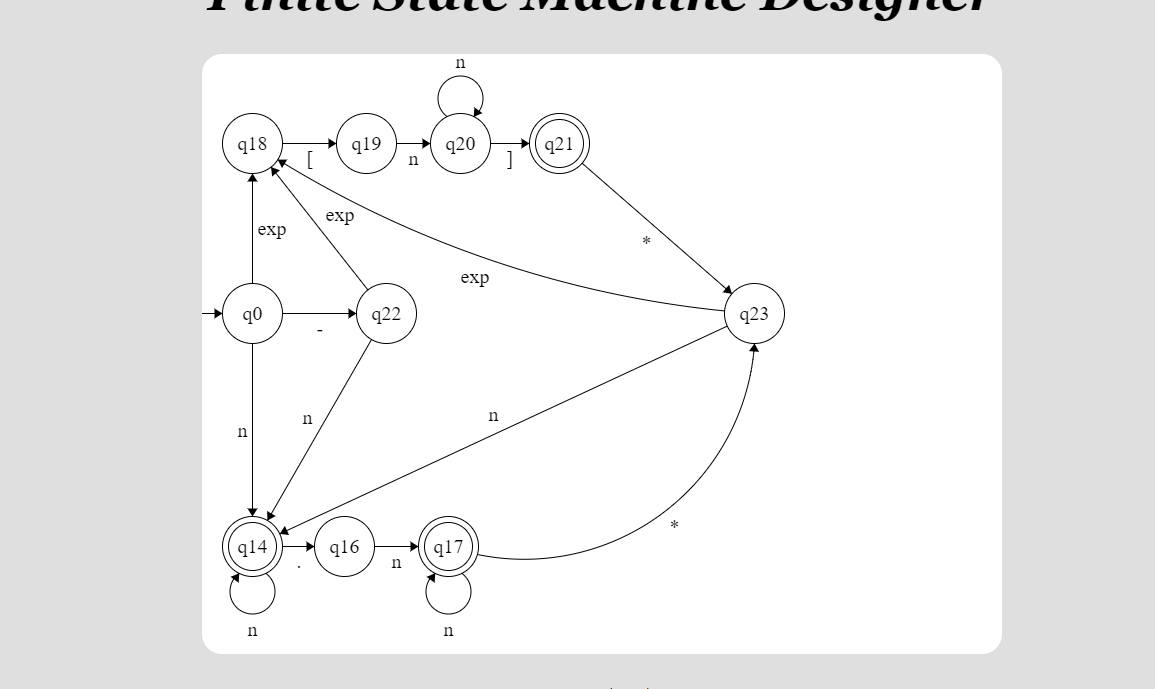 Finite State Machine Designer
n
q18
q19
q20
q21
[
n
]
exp
exp
*
exp
q0
q22
q23
-
n
n
n
*
q14
q16
q17
.
n
n
n